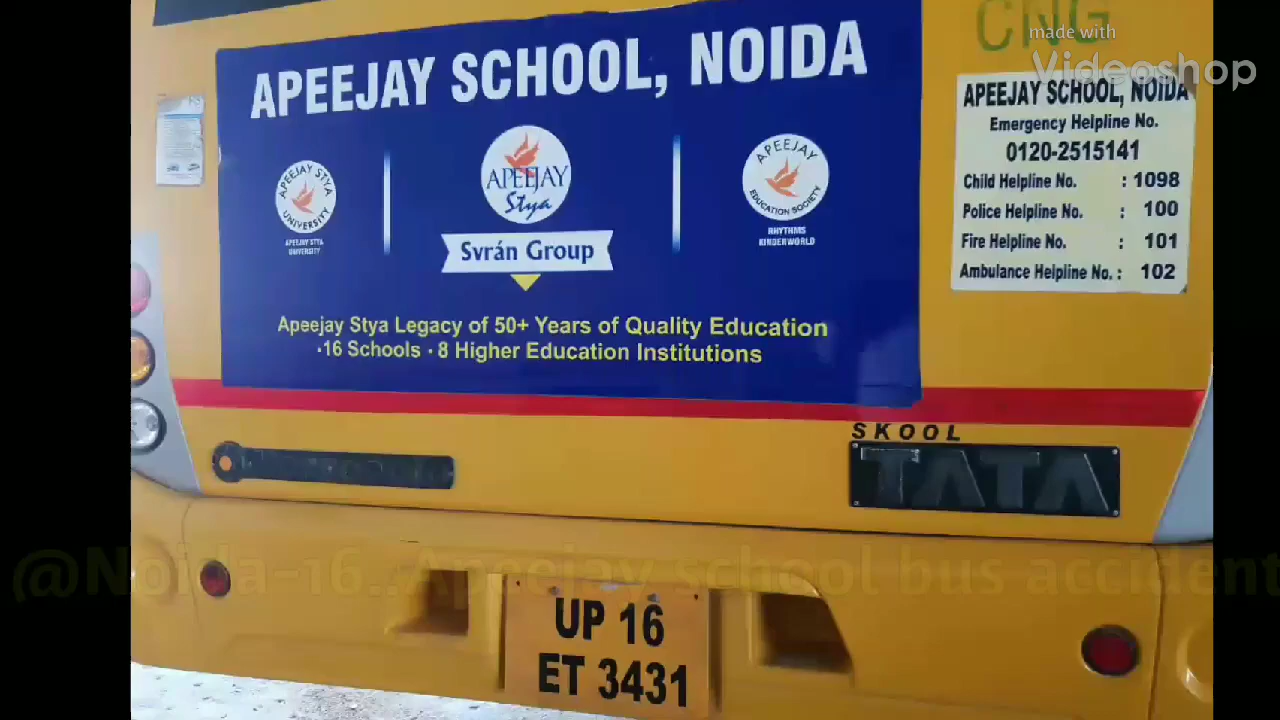 APEEJAY SCHOOL, NOIDA
APEEJAY STYA UNIVERSITY
APEEJAY STYA
UNIVERSITY
APEEJAY
Stya
Svrán Group
APEEJAY EDUCATION SOCIETY
RHYTHMS
KINDERWORLD
Apeejay Stya Legacy of 50+ Years of Quality Education
·16 Schools · 8 Higher Education Institutions
CNG
made with
Videoshop
APEEJAY SCHOOL, NOIDA
Emergency Helpline No.
0120-2515141
Child Helpline No. : 1098
Police Helpline No. : 100
Fire Helpline No. : 101
Ambulance Helpline No. : 102
SKOOL
TATA
@Noida-16..Apeejay school bus accident
UP 16
ET 3431